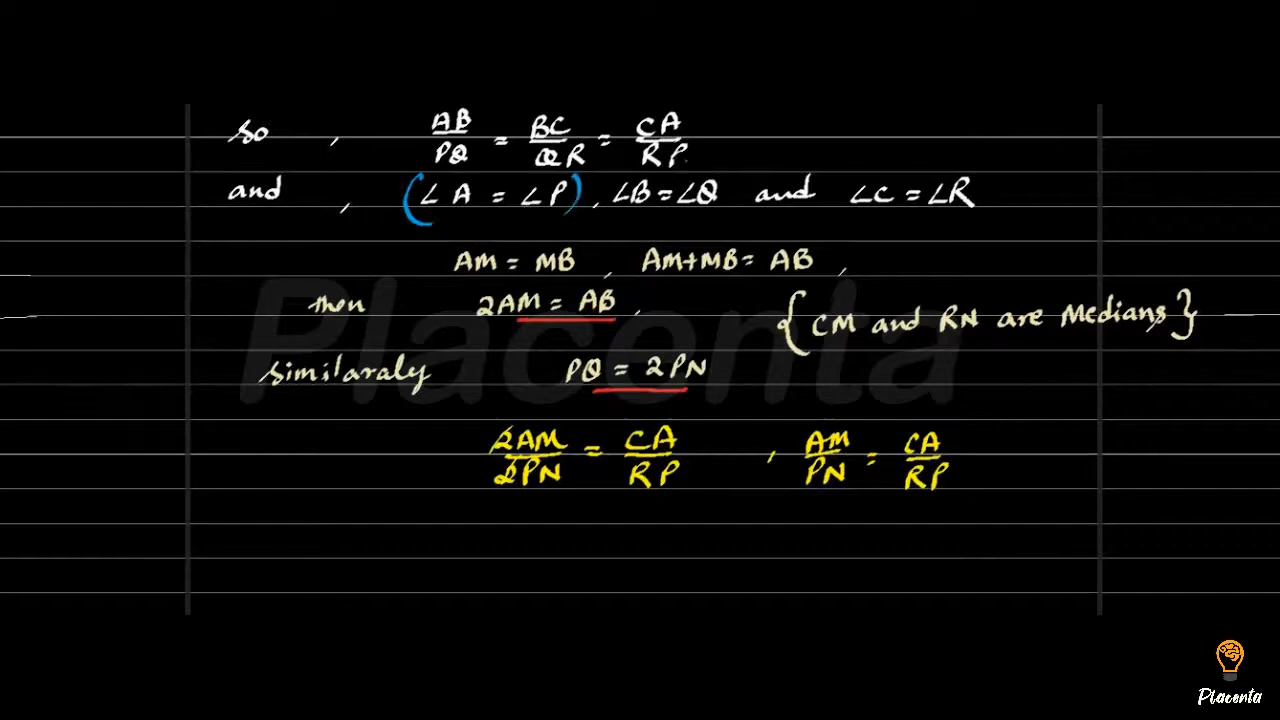 So , AB/PQ = BC/QR = CA/RP
and , (∠A = ∠P), ∠B = ∠Q and ∠C = ∠R
AM = MB , AM+MB = AB ,
then 2AM = AB ,
{CM and RN are Medians}
Similaraly PQ = 2PN
2AM/2PN = CA/RP , AM/PN = CA/RP
Placenta
Placenta